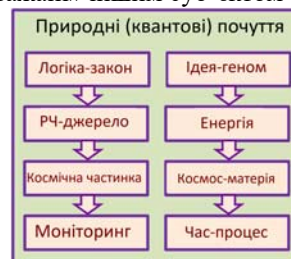 Природні (квантові) почуття
Логіка-закон
Ідея-геном
РЧ-джерело
Енергія
Космічна частинка
Космос-матерія
Моніторинг
Час-процес